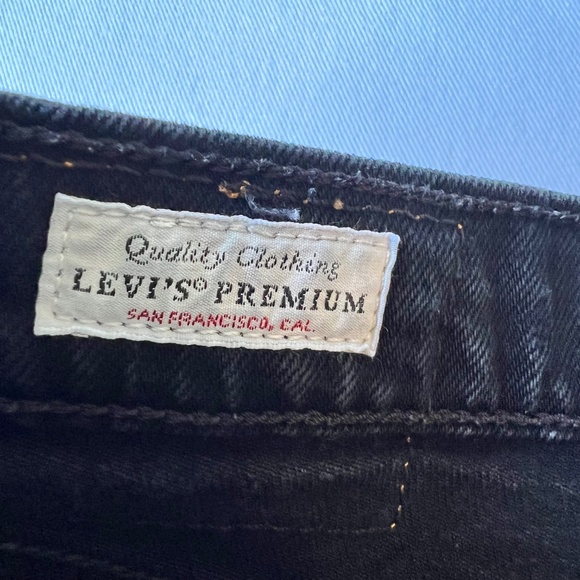 Quality Clothing
LEVI'S® PREMIUM
SAN FRANCISCO, CAL.